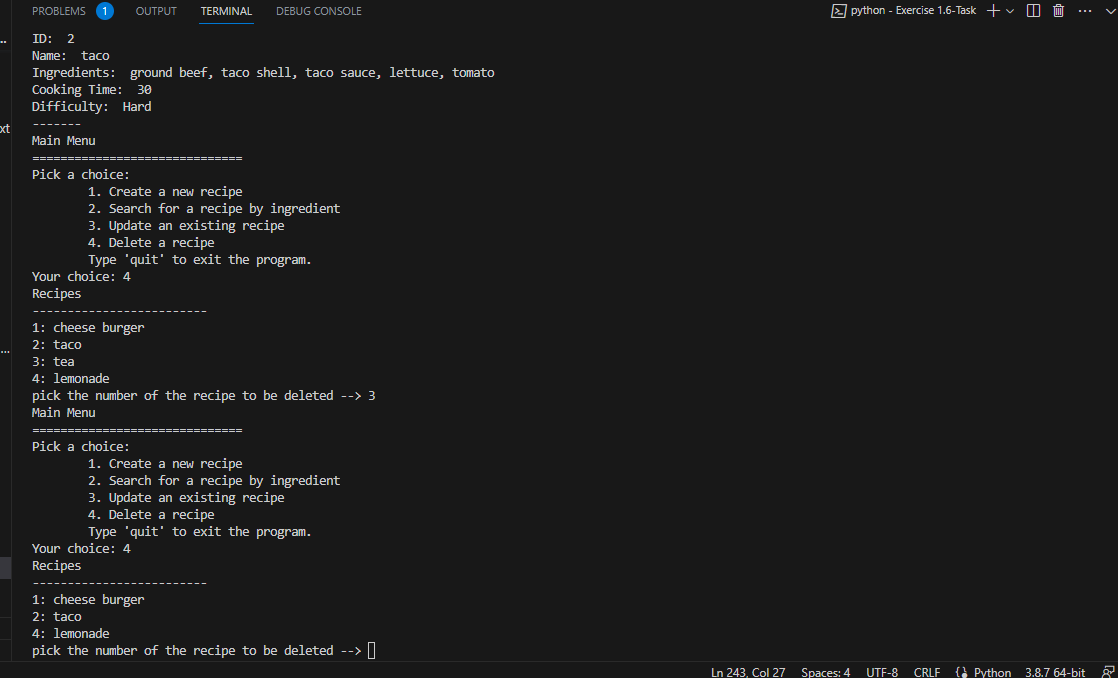 PROBLEMS 1 OUTPUT TERMINAL DEBUG CONSOLE python - Exercise 1.6-Task
ID:  2
Name:  taco
Ingredients:  ground beef, taco shell, taco sauce, lettuce, tomato
Cooking Time:  30
Difficulty:  Hard
-------
xt
Main Menu
==============================
Pick a choice:
1. Create a new recipe
2. Search for a recipe by ingredient
3. Update an existing recipe
4. Delete a recipe
Type 'quit' to exit the program.
Your choice: 4
Recipes
-------------------------
1: cheese burger
2: taco
3: tea
4: lemonade
pick the number of the recipe to be deleted --> 3
Main Menu
==============================
Pick a choice:
1. Create a new recipe
2. Search for a recipe by ingredient
3. Update an existing recipe
4. Delete a recipe
Type 'quit' to exit the program.
Your choice: 4
Recipes
-------------------------
1: cheese burger
2: taco
4: lemonade
pick the number of the recipe to be deleted -->
Ln 243, Col 27 Spaces: 4 UTF-8 CRLF Python 3.8.7 64-bit